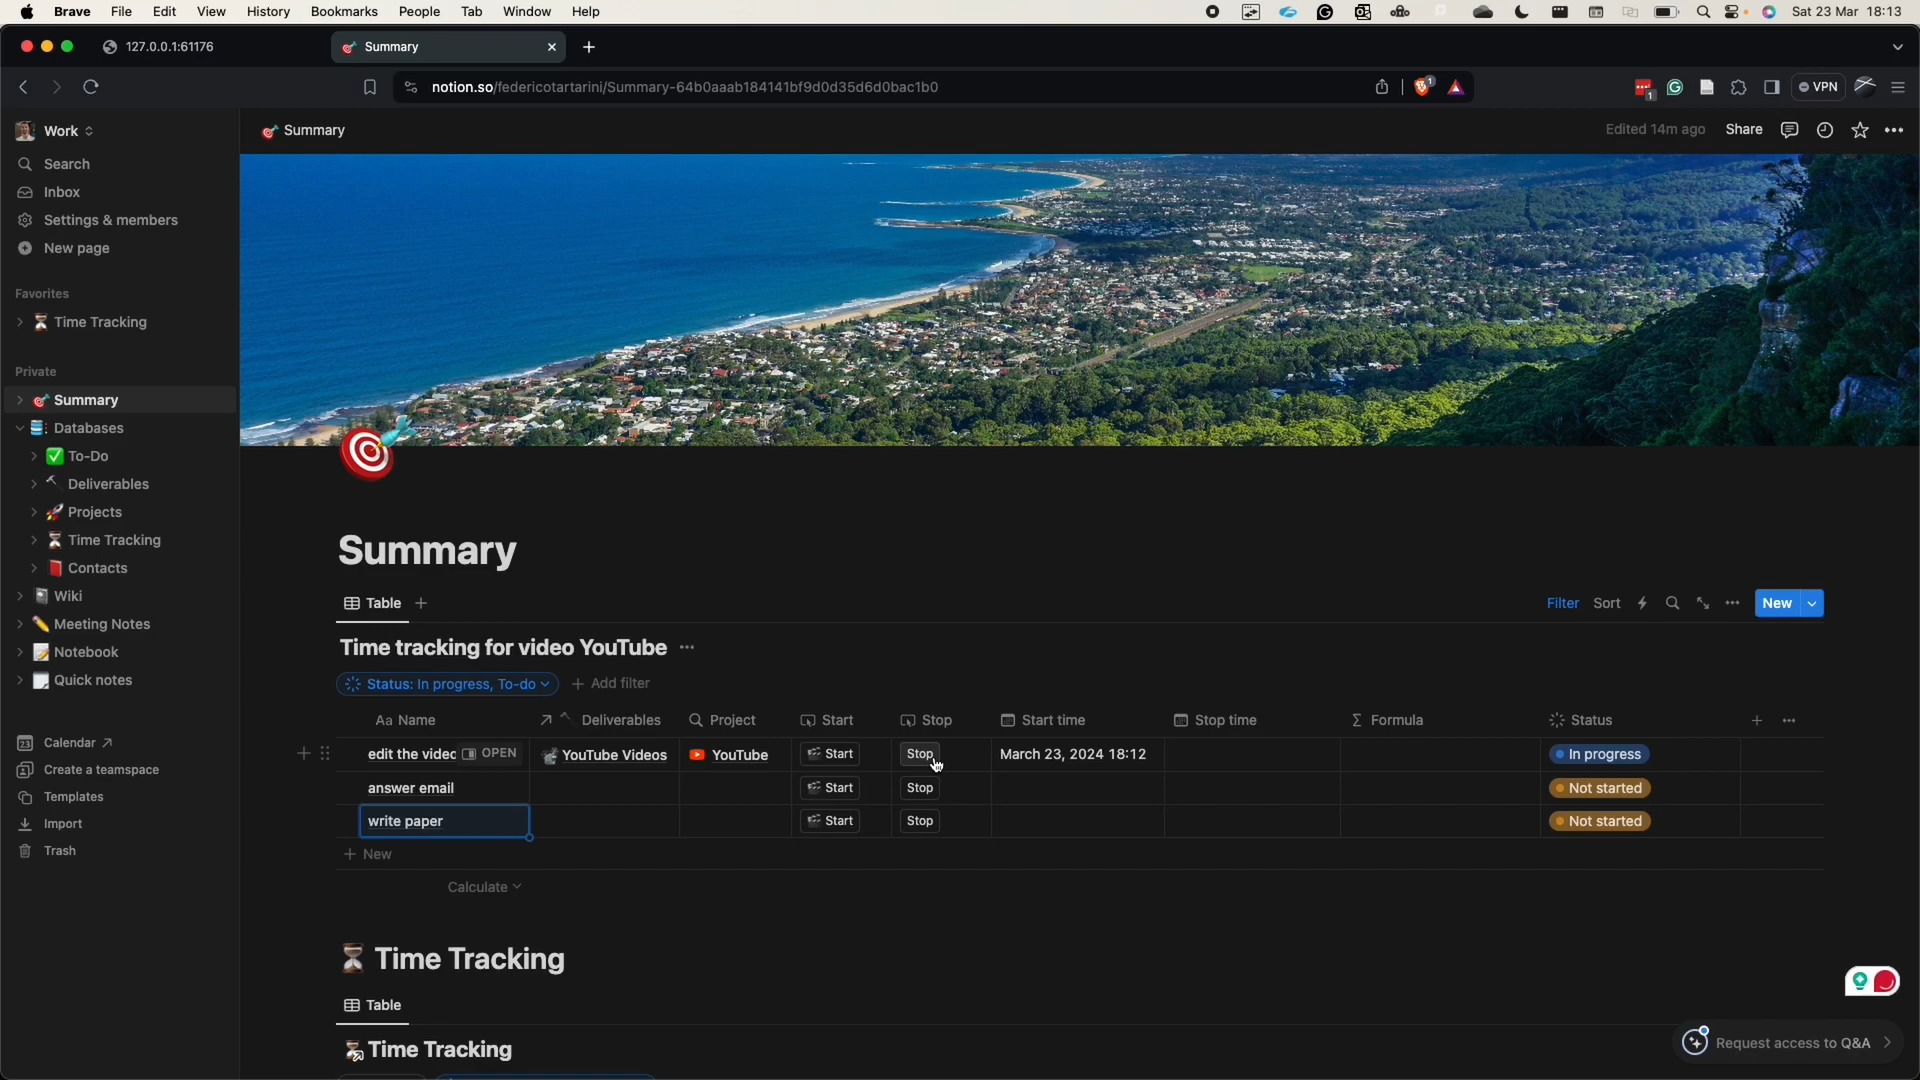 Brave File Edit View History Bookmarks People Tab Window Help Sat 23 Mar 18:13
127.0.0.1:61176 Summary
notion.so/federicotartarini/Summary-64b0aaab184141bf9d0d35d6d0bac1b0 1 1 VPN
Work
Summary Edited 14m ago Share
Search
Inbox
Settings & members
New page
Favorites
Time Tracking
Private
Summary
Databases
To-Do
Deliverables
Projects
Time Tracking
Contacts
Wiki
Meeting Notes
Notebook
Quick notes
Calendar
Create a teamspace
Templates
Import
Trash
Summary
Table Filter Sort New
Time tracking for video YouTube
Status: In progress, To-do Add filter
Aa Name Deliverables Project Start Stop Start time Stop time Σ Formula Status
edit the video OPEN YouTube Videos YouTube Start Stop March 23, 2024 18:12 In progress
answer email Start Stop Not started
write paper Start Stop Not started
New
Calculate
Time Tracking
Table
Time Tracking
Request access to Q&A